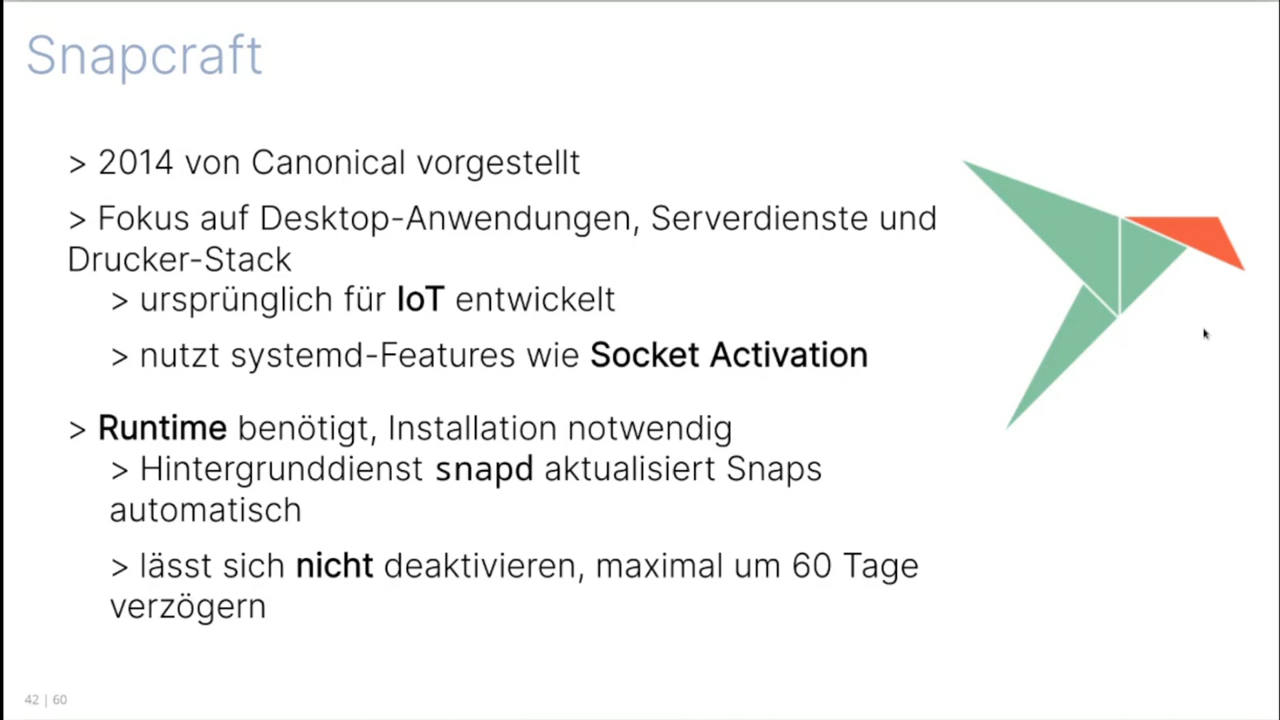 Snapcraft
> 2014 von Canonical vorgestellt
> Fokus auf Desktop-Anwendungen, Serverdienste und
Drucker-Stack
> ursprünglich für IoT entwickelt
> nutzt systemd-Features wie Socket Activation
> Runtime benötigt, Installation notwendig
> Hintergrunddienst snapd aktualisiert Snaps
automatisch
> lässt sich nicht deaktivieren, maximal um 60 Tage
verzögern
42 | 60